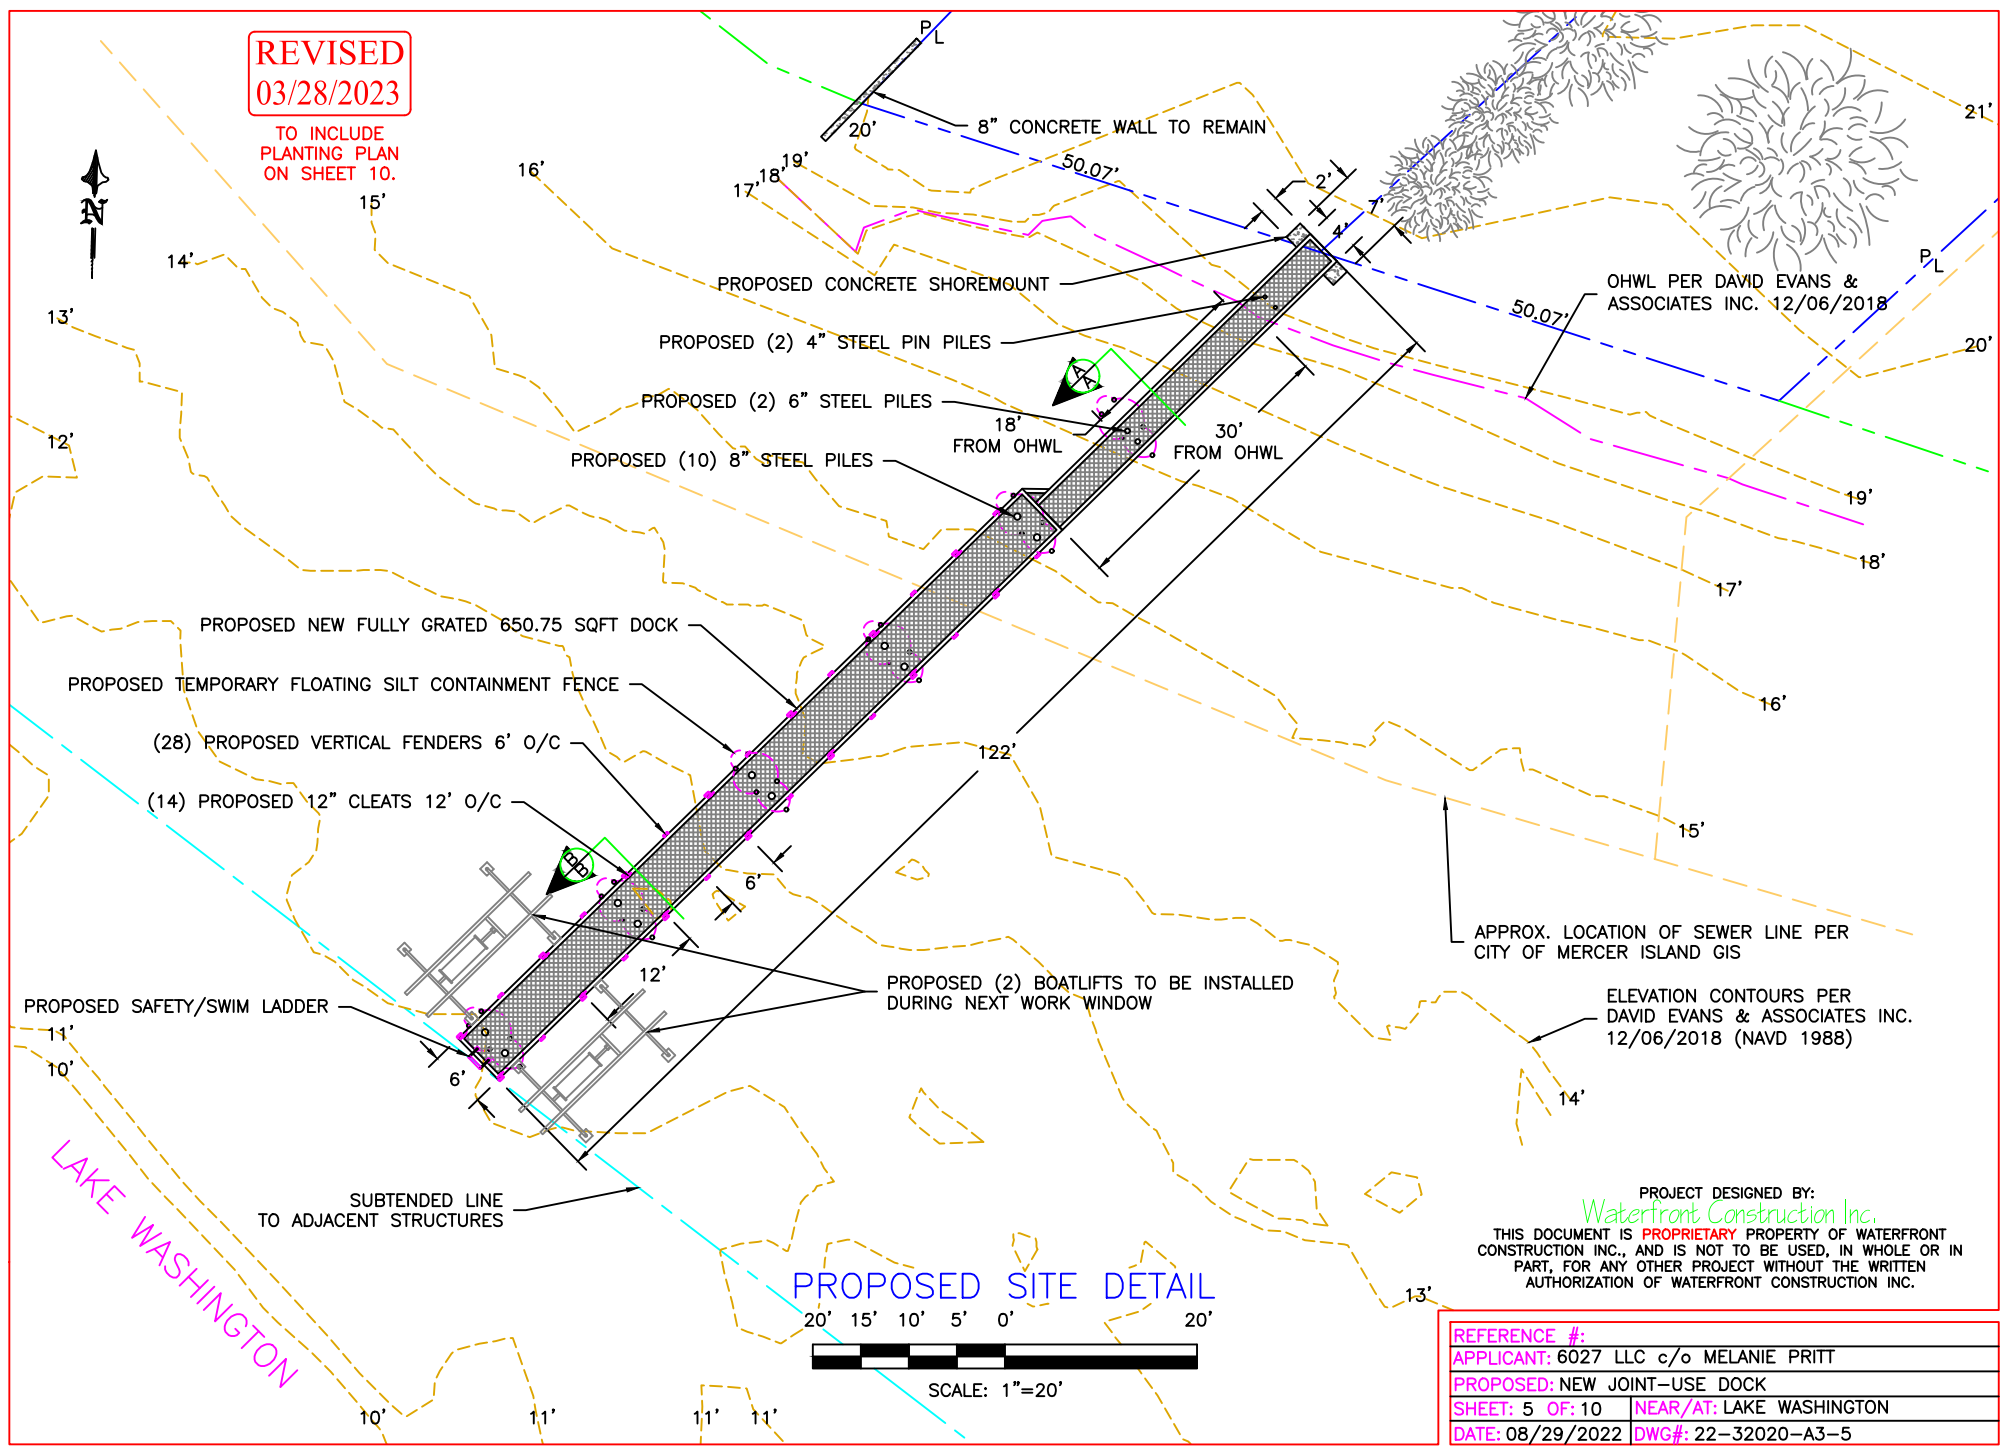 REVISED
03/28/2023
TO INCLUDE
PLANTING PLAN
ON SHEET 10.
N
PL
20'
8" CONCRETE WALL TO REMAIN
50.07'
21'
16'
15'
14'
13'
12'
17'
18'
19'
2'
7'
4'
PROPOSED CONCRETE SHOREMOUNT
PL
OHWL PER DAVID EVANS &
ASSOCIATES INC. 12/06/2018
50.07'
20'
PROPOSED (2) 4" STEEL PIN PILES
A
A
PROPOSED (2) 6" STEEL PILES
18'
FROM OHWL
30'
FROM OHWL
PROPOSED (10) 8" STEEL PILES
19'
18'
17'
16'
15'
PROPOSED NEW FULLY GRATED 650.75 SQFT DOCK
PROPOSED TEMPORARY FLOATING SILT CONTAINMENT FENCE
(28) PROPOSED VERTICAL FENDERS 6' O/C
122'
(14) PROPOSED 12" CLEATS 12' O/C
B
B
6'
12'
APPROX. LOCATION OF SEWER LINE PER
CITY OF MERCER ISLAND GIS
PROPOSED (2) BOATLIFTS TO BE INSTALLED
DURING NEXT WORK WINDOW
PROPOSED SAFETY/SWIM LADDER
ELEVATION CONTOURS PER
DAVID EVANS & ASSOCIATES INC.
12/06/2018 (NAVD 1988)
11'
10'
6'
14'
LAKE WASHINGTON
SUBTENDED LINE
TO ADJACENT STRUCTURES
PROJECT DESIGNED BY:
Waterfront Construction Inc.
THIS DOCUMENT IS PROPRIETARY PROPERTY OF WATERFRONT
CONSTRUCTION INC., AND IS NOT TO BE USED, IN WHOLE OR IN
PART, FOR ANY OTHER PROJECT WITHOUT THE WRITTEN
AUTHORIZATION OF WATERFRONT CONSTRUCTION INC.
13'
PROPOSED SITE DETAIL
20' 15' 10' 5' 0' 20'
SCALE: 1"=20'
10'
11'
11'
11'
REFERENCE #:
APPLICANT: 6027 LLC c/o MELANIE PRITT
PROPOSED: NEW JOINT-USE DOCK
SHEET: 5 OF: 10 NEAR/AT: LAKE WASHINGTON
DATE: 08/29/2022 DWG#: 22-32020-A3-5